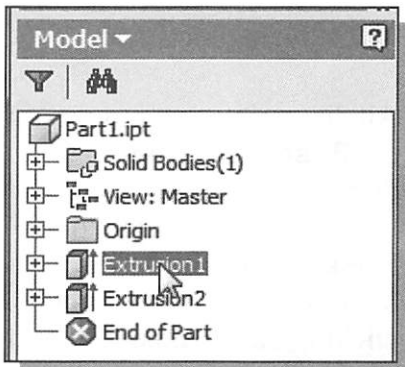 Model
Part1.ipt
Solid Bodies(1)
View: Master
Origin
Extrusion1
Extrusion2
End of Part